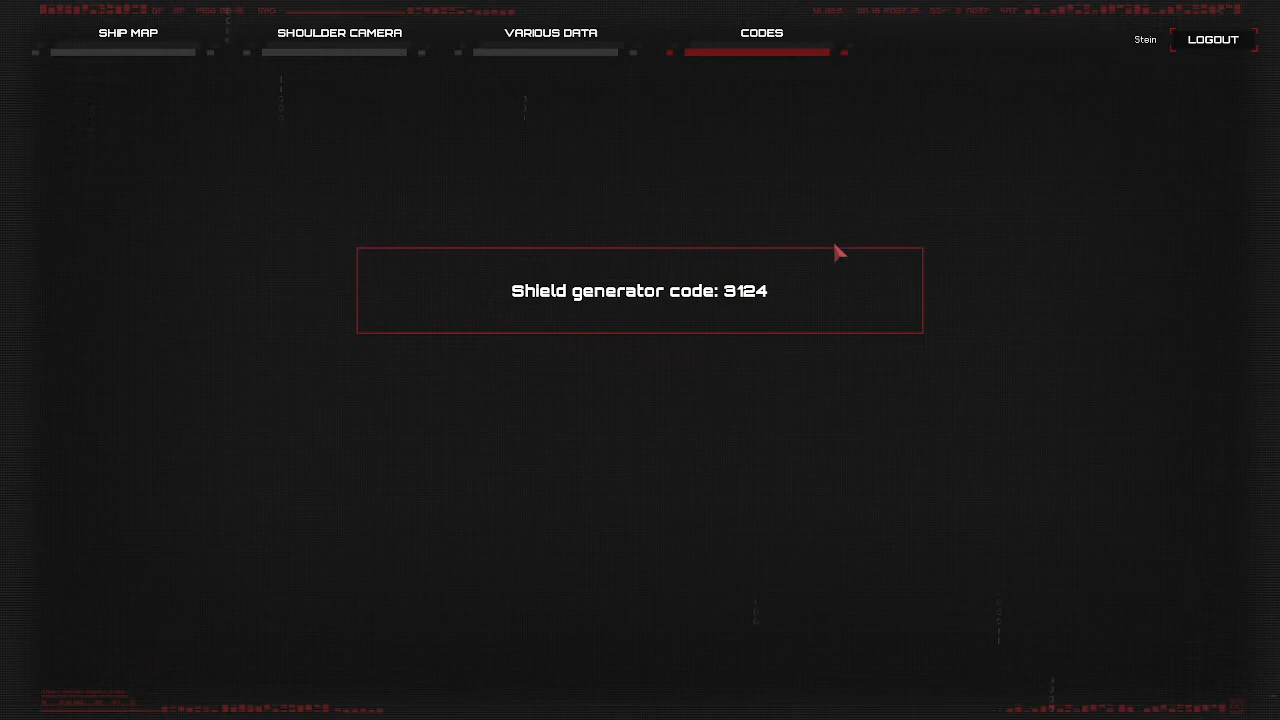 SHIP MAP
SHOULDER CAMERA
VARIOUS DATA
CODES
Stein
LOGOUT
Shield generator code: 3124